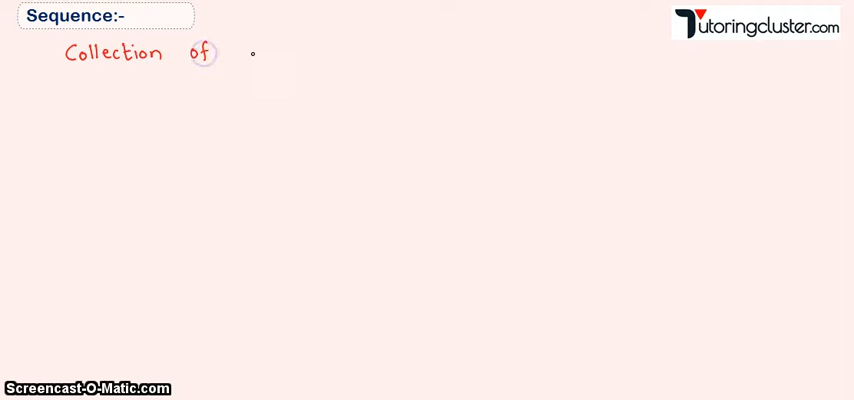 Sequence:-
Tutoringcluster.com
Collection of
Screencast-O-Matic.com